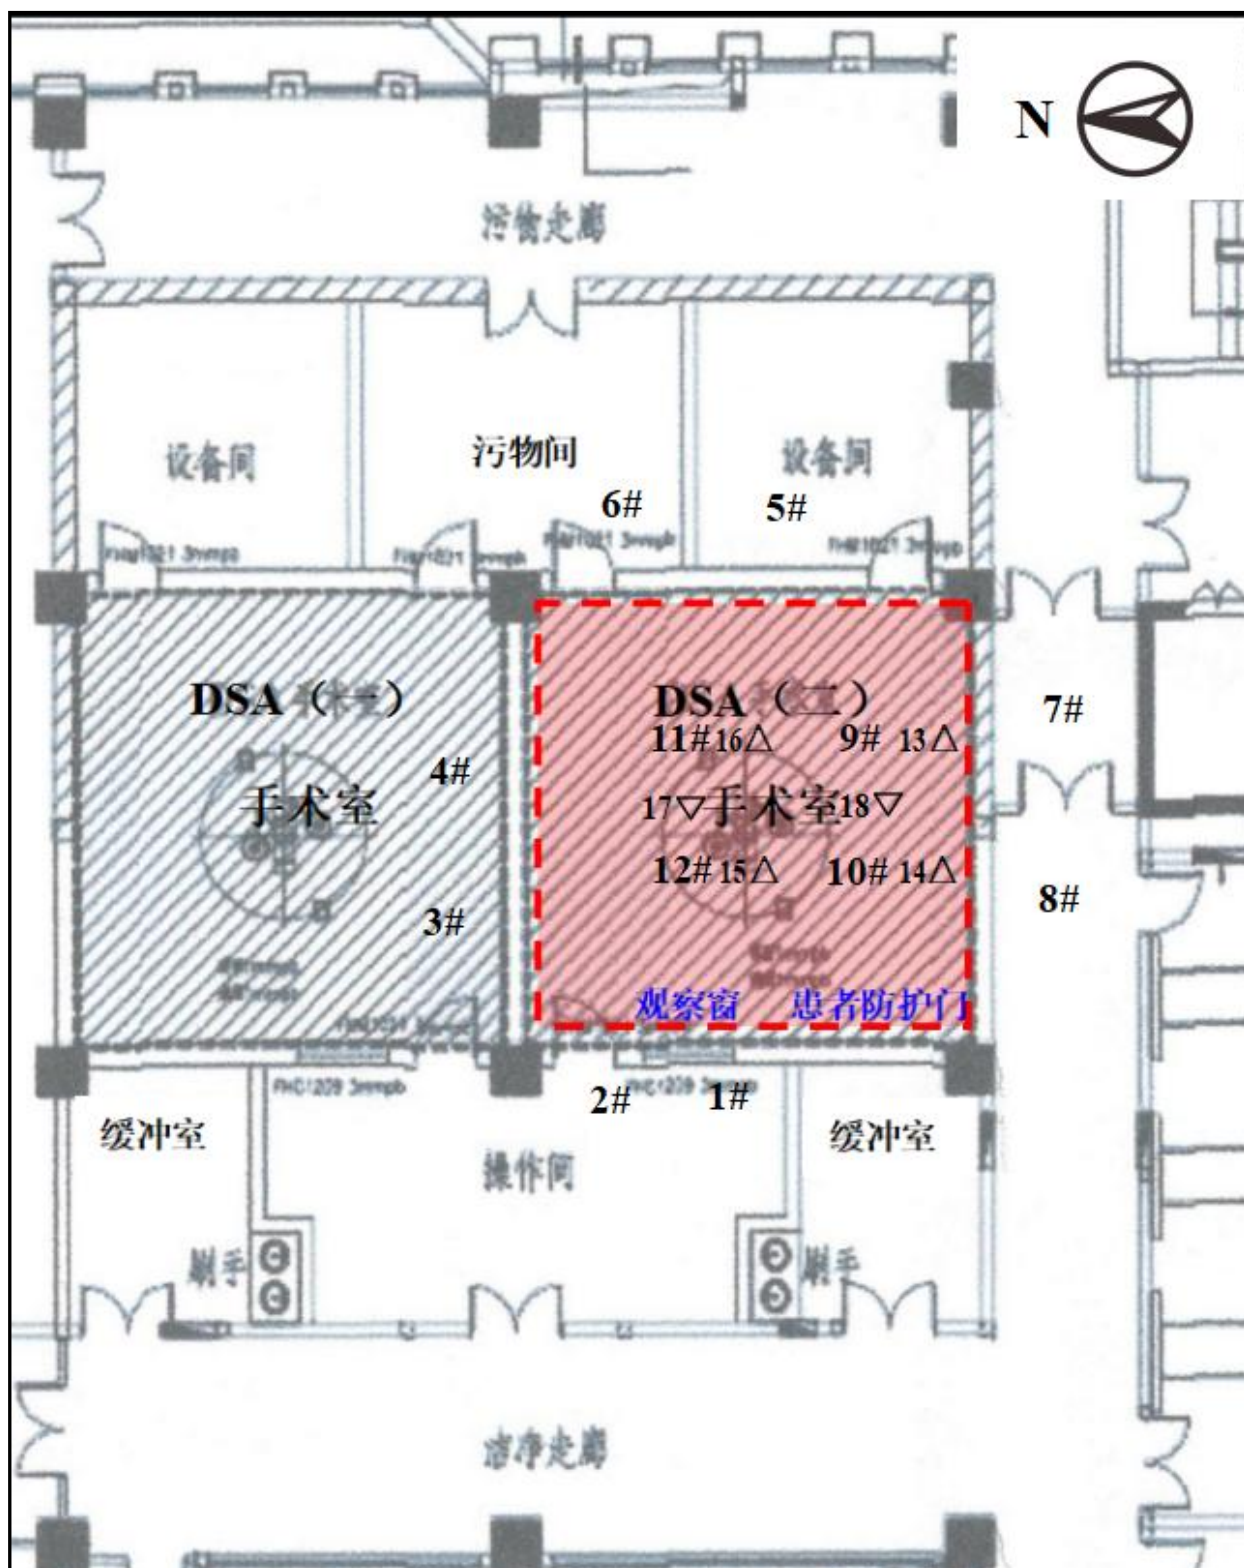 N
污物走廊
设备间
污物间
设备间
6#
5#
DSA（一）
手术室
4#
3#
DSA（二）
11#
16△
9#
13△
17▽
手术室
18▽
12#
15△
10#
14△
7#
8#
观察窗
患者防护门
2#
1#
缓冲室
操作间
缓冲室
刷手
刷手
洁净走廊